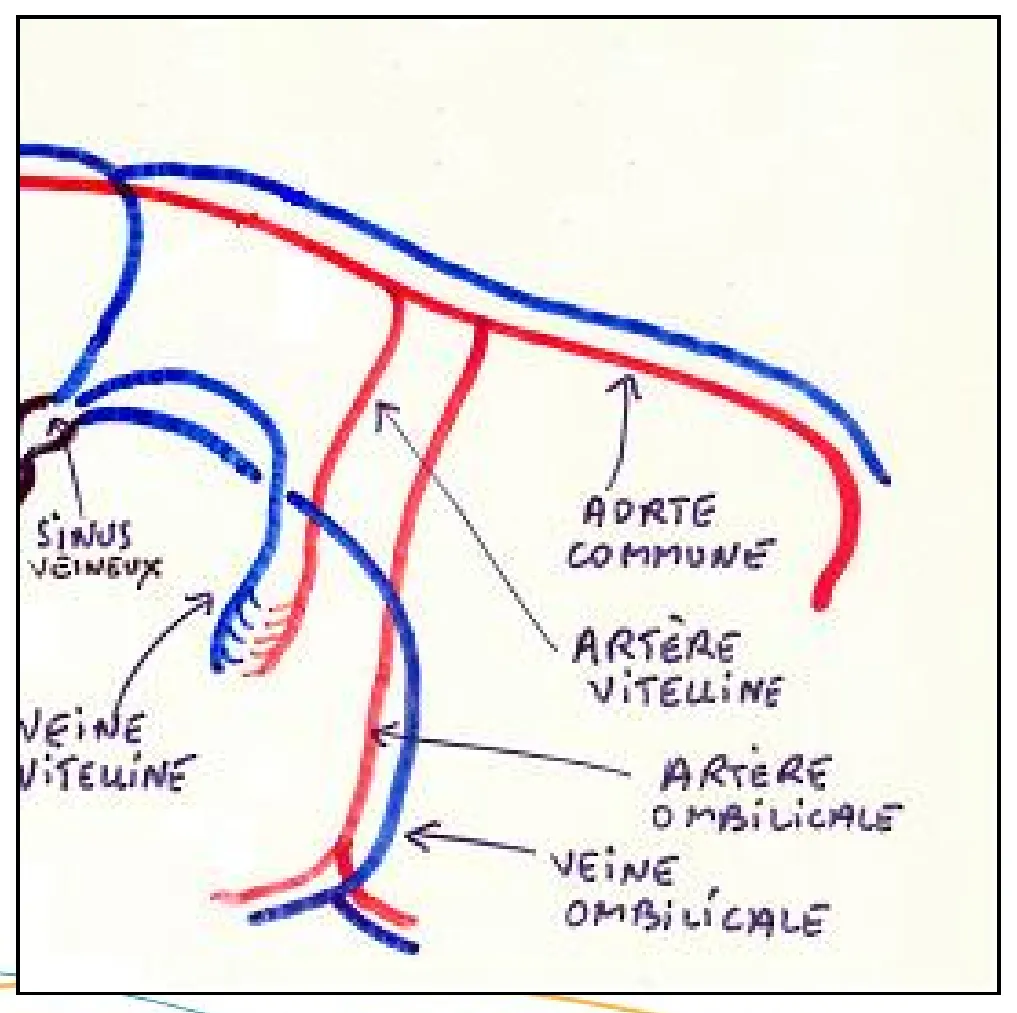 AORTE
COMMUNE
SiNUS
VEiNEUX
ARTÈRE
ViTELLiNE
VEiNE
ViTELLiNE
ARTÈRE
OMBiLiCALE
VEiNE
OMBiLiCALE